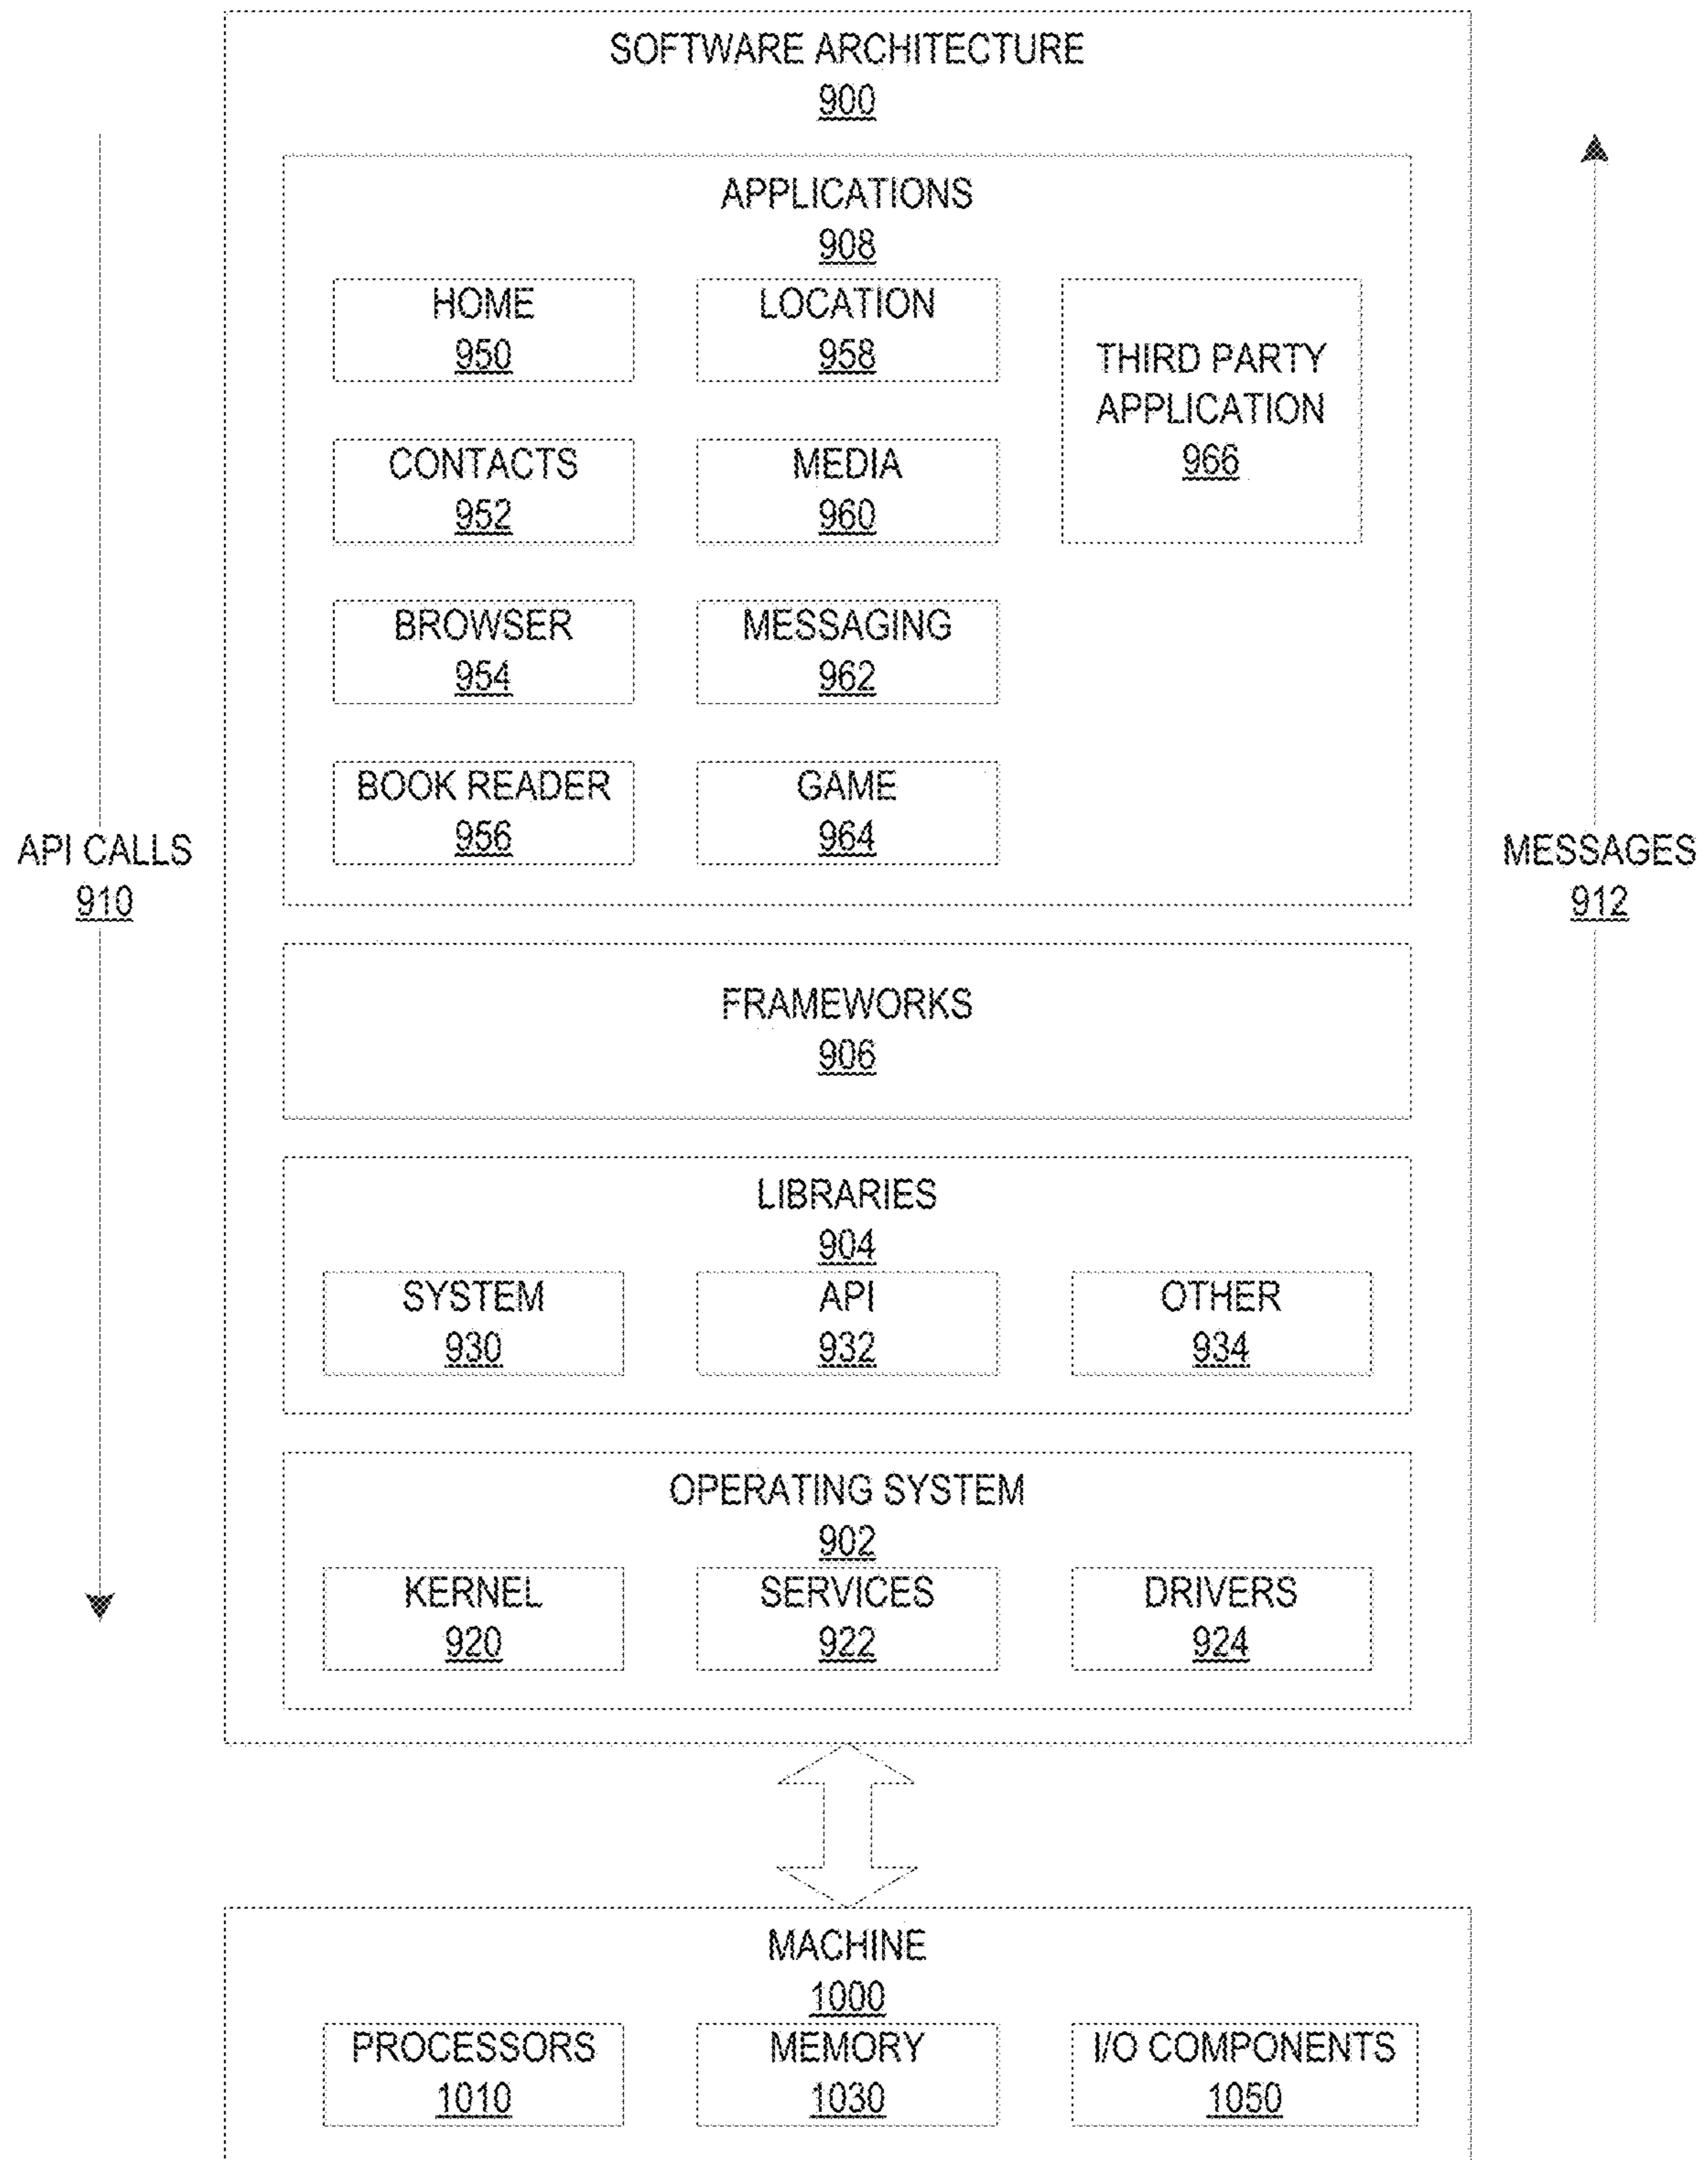 SOFTWARE ARCHITECTURE
900
APPLICATIONS
908
HOME
950
LOCATION
958
THIRD PARTY
APPLICATION
966
CONTACTS
952
MEDIA
960
BROWSER
954
MESSAGING
962
BOOK READER
956
GAME
964
API CALLS
910
MESSAGES
912
FRAMEWORKS
906
LIBRARIES
904
SYSTEM
930
API
932
OTHER
934
OPERATING SYSTEM
902
KERNEL
920
SERVICES
922
DRIVERS
924
MACHINE
1000
PROCESSORS
1010
MEMORY
1030
I/O COMPONENTS
1050